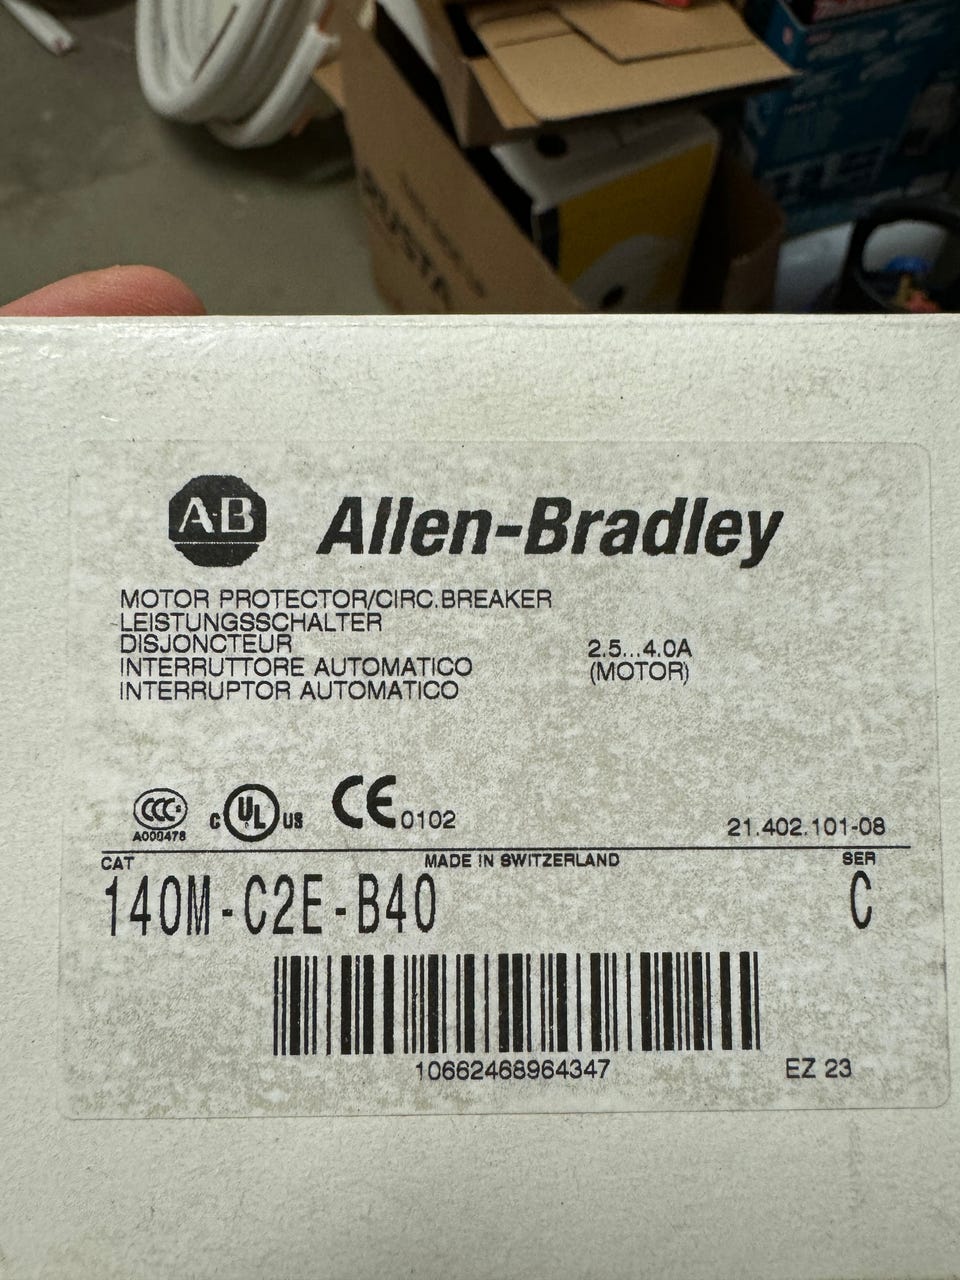 A-B
Allen-Bradley
MOTOR PROTECTOR/CIRC.BREAKER
LEISTUNGSSCHALTER
DISJONCTEUR
INTERRUTTORE AUTOMATICO
INTERRUPTOR AUTOMATICO
2.5...4.0A
(MOTOR)
CCC S
A000478
C UL US
CE 0102
21.402.101-08
CAT MADE IN SWITZERLAND SER
140M-C2E-B40 C
10662468964347
EZ 23